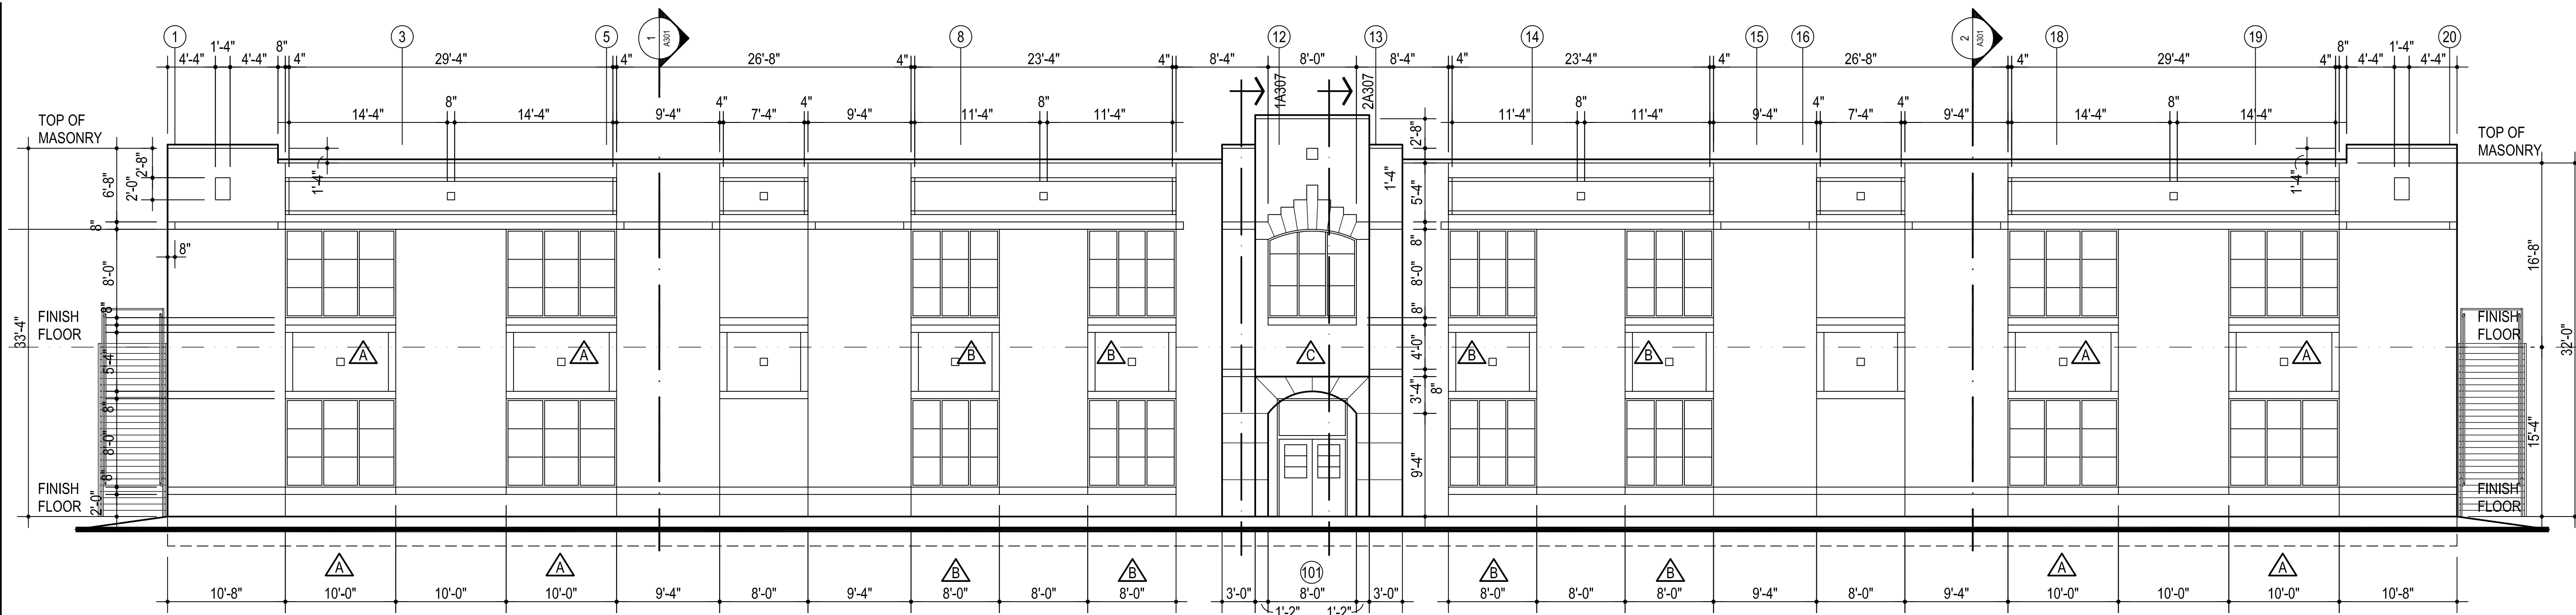 1 3 5 1 A301 8 12 13 14 15 16 2 A301 18 19 20
4'-4" 1'-4" 4'-4" 8" 4" 29'-4" 4" 26'-8" 4" 23'-4" 4" 8'-4" 8'-0" 8'-4" 4" 23'-4" 4" 26'-8" 4" 29'-4" 4" 8" 4'-4" 1'-4" 4'-4"
1A307 2A307
14'-4" 8" 14'-4" 9'-4" 4" 7'-4" 4" 9'-4" 11'-4" 8" 11'-4" 11'-4" 8" 11'-4" 9'-4" 4" 7'-4" 4" 9'-4" 14'-4" 8" 14'-4"
TOP OF
MASONRY
TOP OF
MASONRY
2'-8"
6'-8"
2'-0"
1'-4"
8"
8"
8'-0"
8"
FINISH
FLOOR
33'-4"
5'-4"
8"
8'-0"
8"
FINISH
FLOOR
2'-0"
2'-8"
1'-4"
5'-4"
8"
8'-0"
8"
4'-0"
3'-4"
8"
9'-4"
1'-4"
16'-8"
FINISH
FLOOR
32'-0"
15'-4"
FINISH
FLOOR
A A B B C B B A A
A A B B 101 B B A A
10'-8" 10'-0" 10'-0" 10'-0" 9'-4" 8'-0" 9'-4" 8'-0" 8'-0" 8'-0" 3'-0" 8'-0" 3'-0" 8'-0" 8'-0" 8'-0" 9'-4" 8'-0" 9'-4" 10'-0" 10'-0" 10'-0" 10'-8"
1'-2" 1'-2"